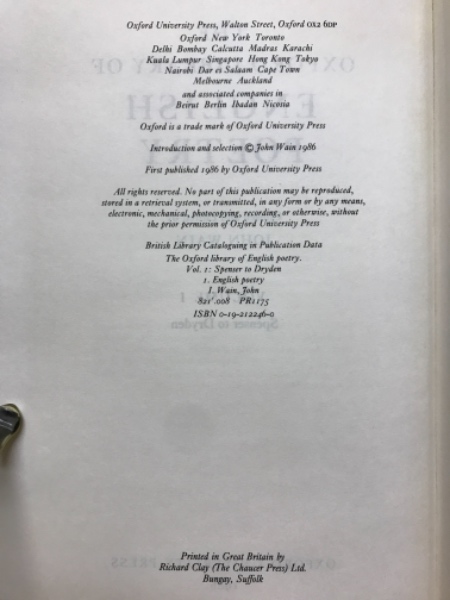 Oxford University Press, Walton Street, Oxford OX2 6DP
Oxford New York Toronto
Delhi Bombay Calcutta Madras Karachi
Kuala Lumpur Singapore Hong Kong Tokyo
Nairobi Dar es Salaam Cape Town
Melbourne Auckland
and associated companies in
Beirut Berlin Ibadan Nicosia
Oxford is a trade mark of Oxford University Press
Introduction and selection © John Wain 1986
First published 1986 by Oxford University Press
All rights reserved. No part of this publication may be reproduced,
stored in a retrieval system, or transmitted, in any form or by any means,
electronic, mechanical, photocopying, recording, or otherwise, without
the prior permission of Oxford University Press
British Library Cataloguing in Publication Data
The Oxford library of English poetry.
Vol. 1: Spenser to Dryden
1. English poetry
I. Wain, John
821'.008 PR1175
ISBN 0-19-212246-0
Printed in Great Britain by
Richard Clay (The Chaucer Press) Ltd.
Bungay, Suffolk